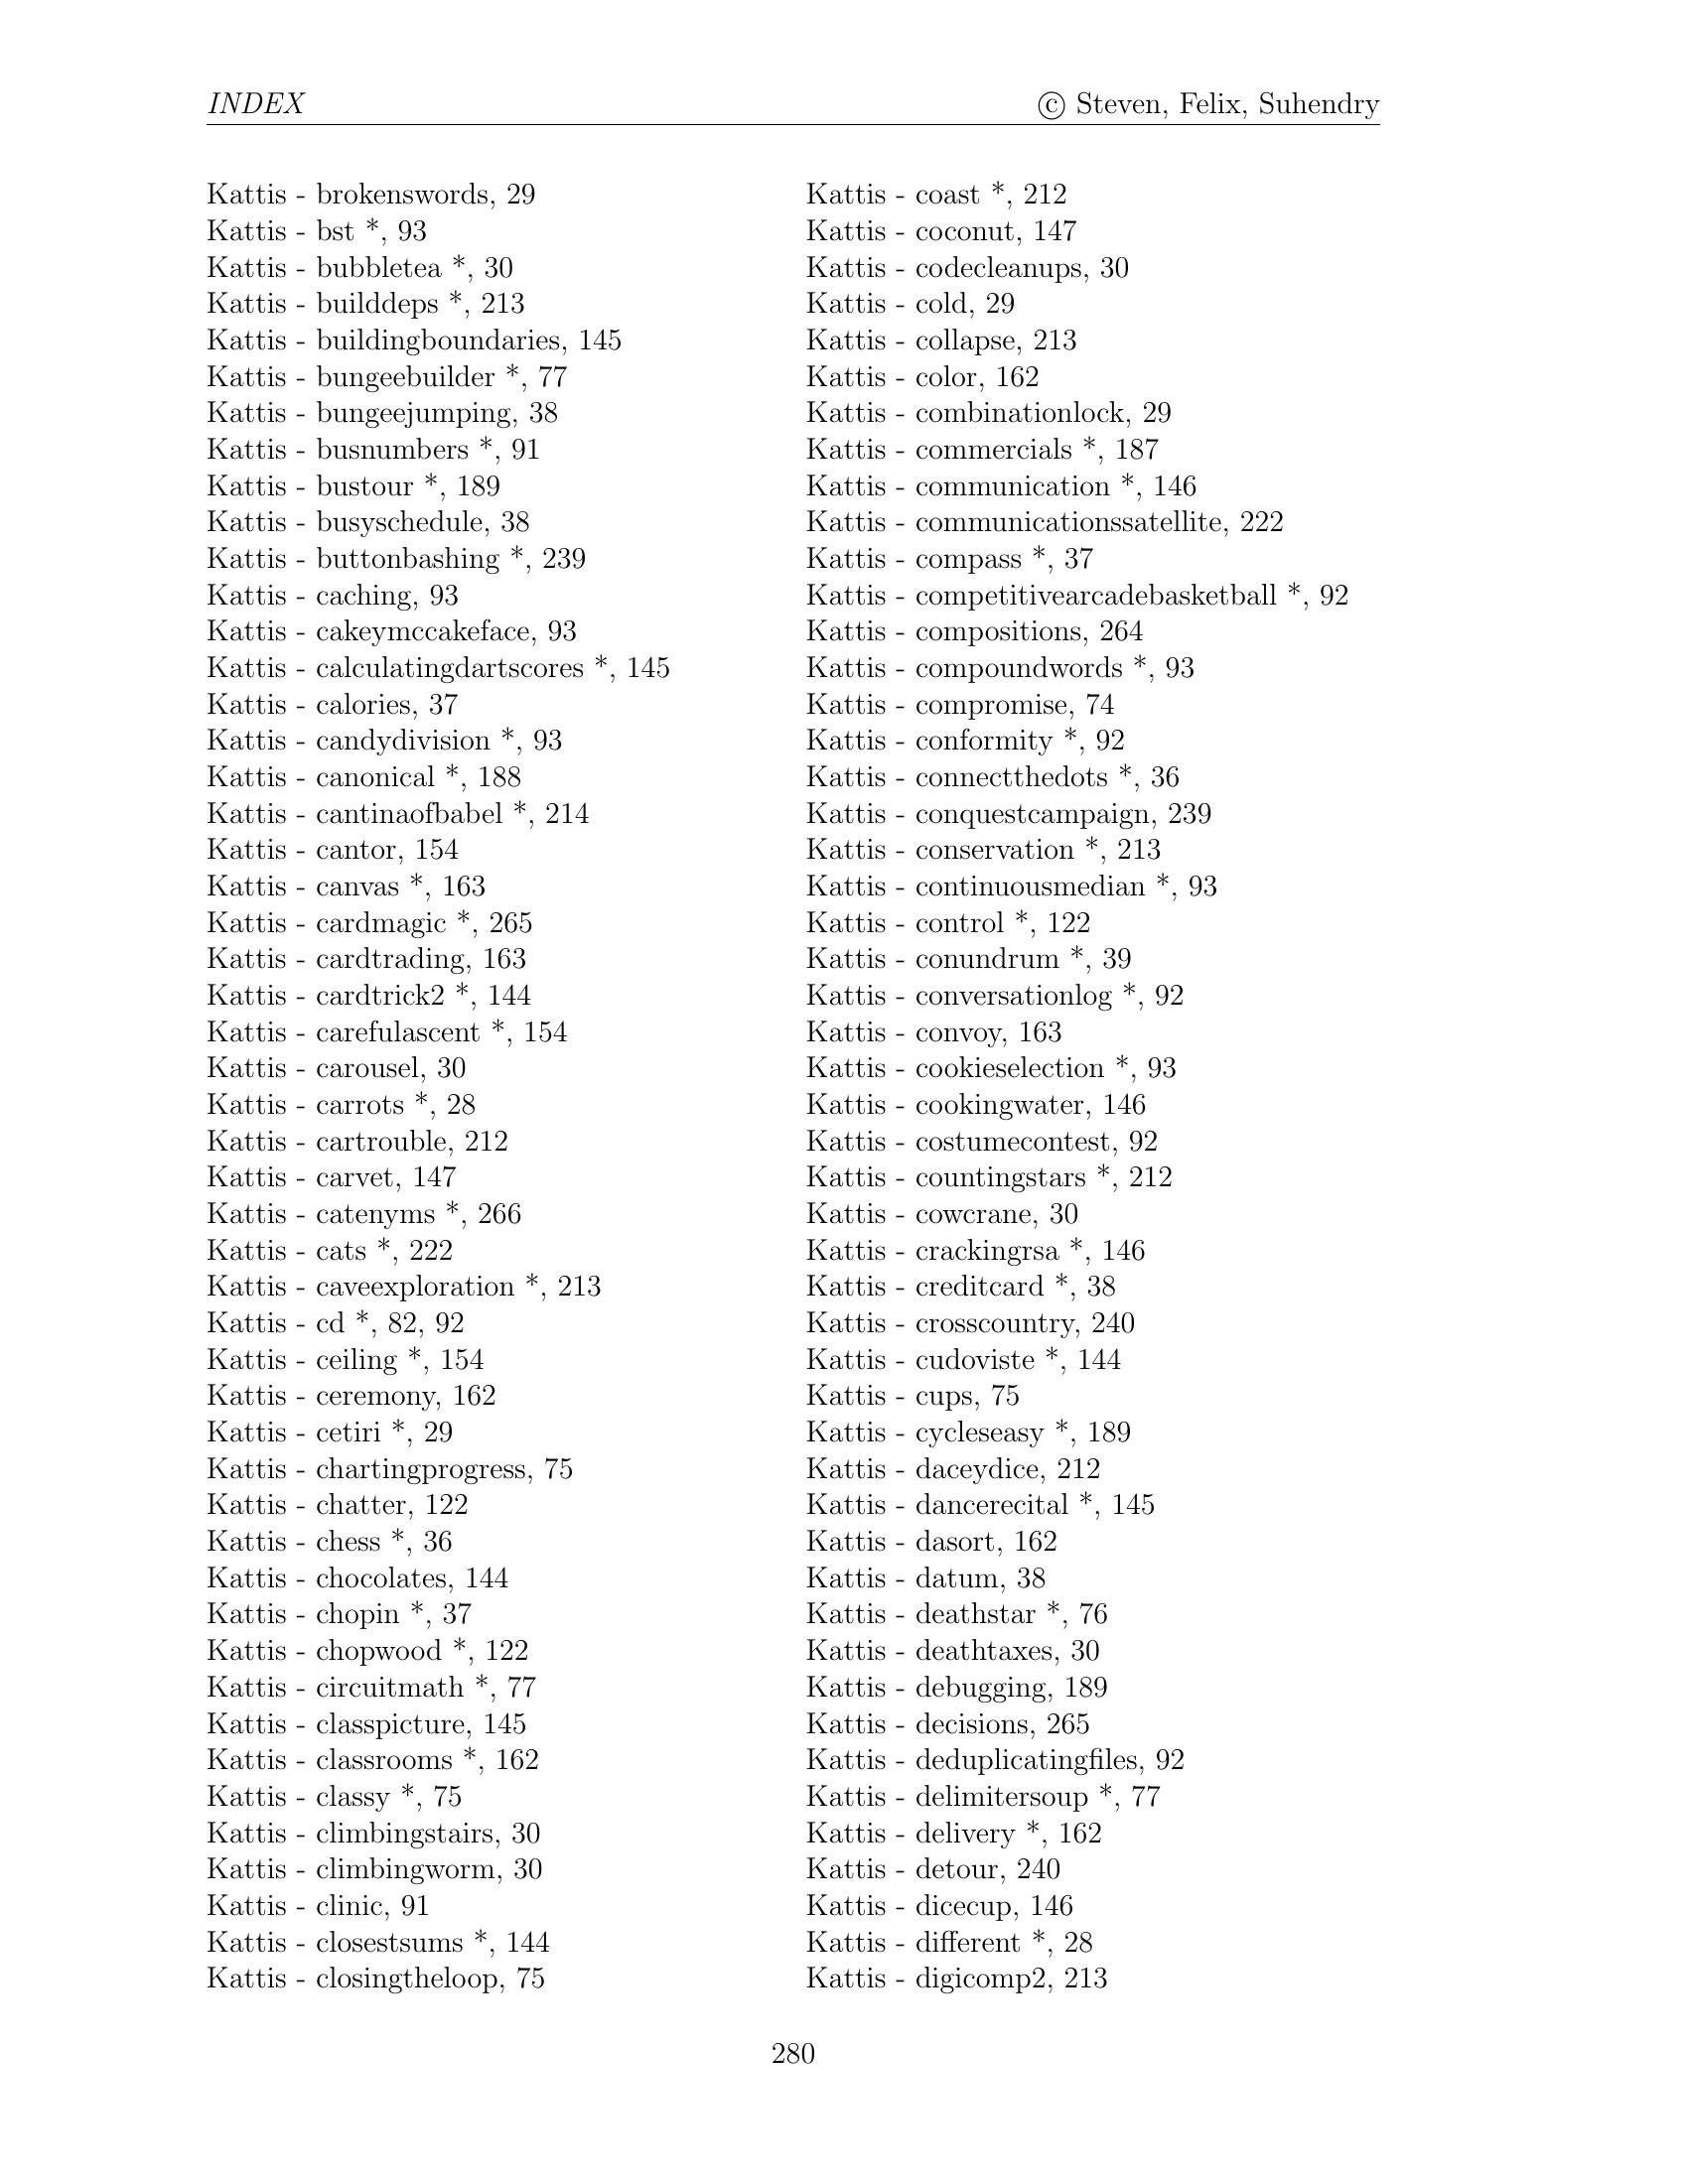 INDEX
© Steven, Felix, Suhendry
Kattis - brokenswords, 29
Kattis - bst *, 93
Kattis - bubbletea *, 30
Kattis - builddeps *, 213
Kattis - buildingboundaries, 145
Kattis - bungeebuilder *, 77
Kattis - bungeejumping, 38
Kattis - busnumbers *, 91
Kattis - bustour *, 189
Kattis - busyschedule, 38
Kattis - buttonbashing *, 239
Kattis - caching, 93
Kattis - cakeymccakeface, 93
Kattis - calculatingdartscores *, 145
Kattis - calories, 37
Kattis - candydivision *, 93
Kattis - canonical *, 188
Kattis - cantinaofbabel *, 214
Kattis - cantor, 154
Kattis - canvas *, 163
Kattis - cardmagic *, 265
Kattis - cardtrading, 163
Kattis - cardtrick2 *, 144
Kattis - carefulascent *, 154
Kattis - carousel, 30
Kattis - carrots *, 28
Kattis - cartrouble, 212
Kattis - carvet, 147
Kattis - catenyms *, 266
Kattis - cats *, 222
Kattis - caveexploration *, 213
Kattis - cd *, 82, 92
Kattis - ceiling *, 154
Kattis - ceremony, 162
Kattis - cetiri *, 29
Kattis - chartingprogress, 75
Kattis - chatter, 122
Kattis - chess *, 36
Kattis - chocolates, 144
Kattis - chopin *, 37
Kattis - chopwood *, 122
Kattis - circuitmath *, 77
Kattis - classpicture, 145
Kattis - classrooms *, 162
Kattis - classy *, 75
Kattis - climbingstairs, 30
Kattis - climbingworm, 30
Kattis - clinic, 91
Kattis - closestsums *, 144
Kattis - closingtheloop, 75
Kattis - coast *, 212
Kattis - coconut, 147
Kattis - codecleanups, 30
Kattis - cold, 29
Kattis - collapse, 213
Kattis - color, 162
Kattis - combinationlock, 29
Kattis - commercials *, 187
Kattis - communication *, 146
Kattis - communicationssatellite, 222
Kattis - compass *, 37
Kattis - competitivearcadebasketball *, 92
Kattis - compositions, 264
Kattis - compoundwords *, 93
Kattis - compromise, 74
Kattis - conformity *, 92
Kattis - connectthedots *, 36
Kattis - conquestcampaign, 239
Kattis - conservation *, 213
Kattis - continuousmedian *, 93
Kattis - control *, 122
Kattis - conundrum *, 39
Kattis - conversationlog *, 92
Kattis - convoy, 163
Kattis - cookieselection *, 93
Kattis - cookingwater, 146
Kattis - costumecontest, 92
Kattis - countingstars *, 212
Kattis - cowcrane, 30
Kattis - crackingrsa *, 146
Kattis - creditcard *, 38
Kattis - crosscountry, 240
Kattis - cudoviste *, 144
Kattis - cups, 75
Kattis - cycleseasy *, 189
Kattis - daceydice, 212
Kattis - dancerecital *, 145
Kattis - dasort, 162
Kattis - datum, 38
Kattis - deathstar *, 76
Kattis - deathtaxes, 30
Kattis - debugging, 189
Kattis - decisions, 265
Kattis - deduplicatingfiles, 92
Kattis - delimitersoup *, 77
Kattis - delivery *, 162
Kattis - detour, 240
Kattis - dicecup, 146
Kattis - different *, 28
Kattis - digicomp2, 213
280